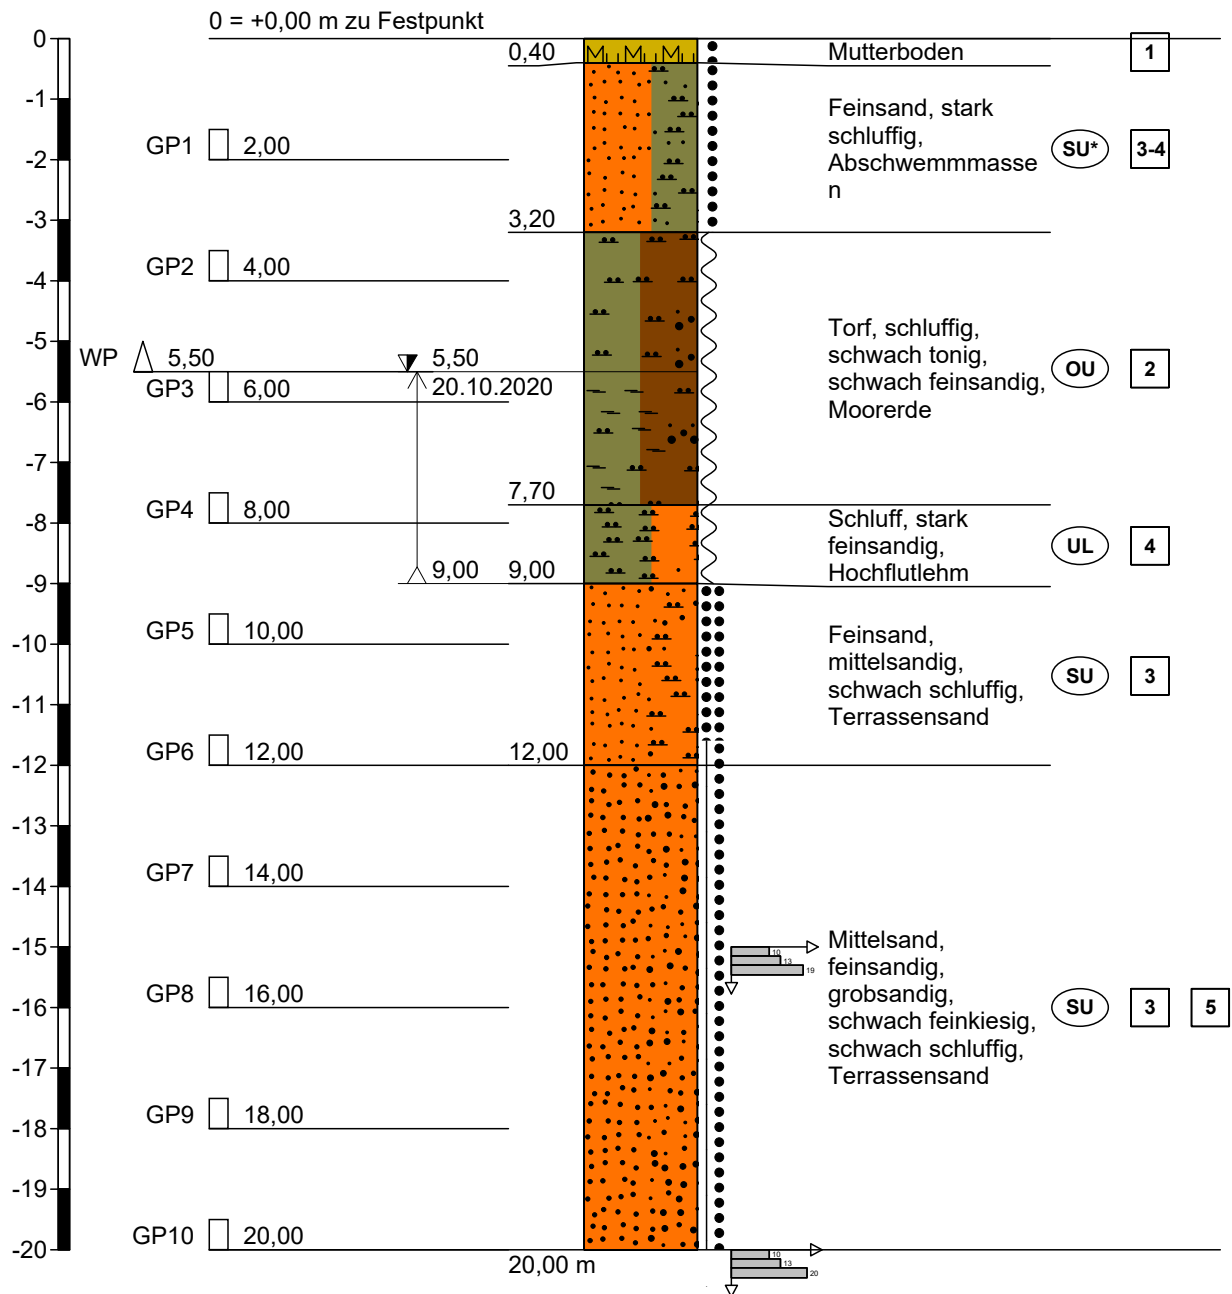 0 = +0,00 m zu Festpunkt
0
0,40
Mutterboden
1
-1
Feinsand, stark
schluffig,
Abschwemmmasse
n
SU*
3-4
GP1
2,00
-2
-3
3,20
GP2
4,00
-4
Torf, schluffig,
schwach tonig,
schwach feinsandig,
Moorerde
OU
2
-5
WP
5,50
5,50
20.10.2020
GP3
6,00
-6
-7
7,70
GP4
8,00
-8
Schluff, stark
feinsandig,
Hochflutlehm
UL
4
9,00
9,00
-9
GP5
10,00
-10
Feinsand,
mittelsandig,
schwach schluffig,
Terrassensand
SU
3
-11
GP6
12,00
12,00
-12
-13
GP7
14,00
-14
-15
10
13
19
Mittelsand,
feinsandig,
grobsandig,
schwach feinkiesig,
schwach schluffig,
Terrassensand
SU
3
5
GP8
16,00
-16
-17
GP9
18,00
-18
-19
GP10
20,00
-20
20,00 m
10
13
20
M M M